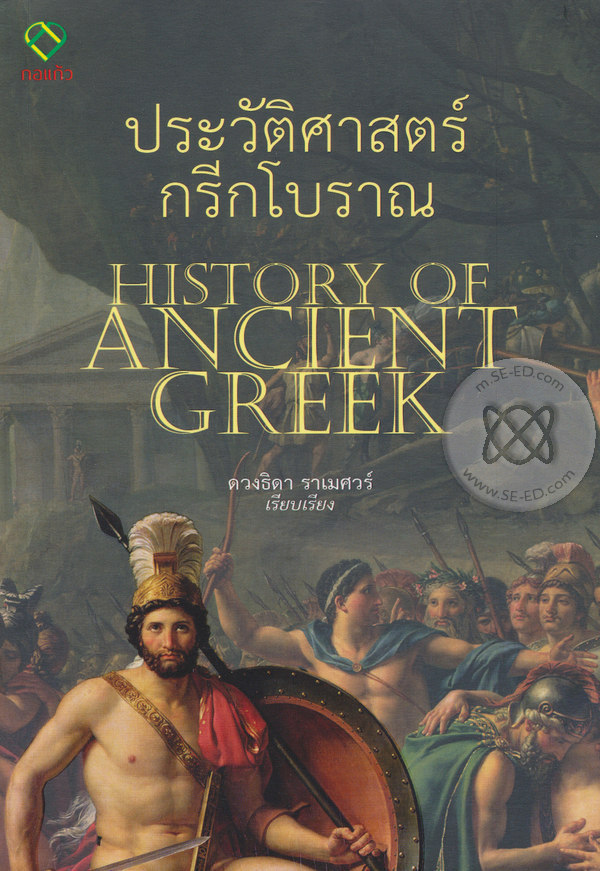 กลแก้ว
ประวัติศาสตร์
กรีกโบราณ
HISTORY OF
ANCIENT
GREEK
m.SE-ED.com
www.SE-ED.com
ดวงธิดา ราเมศวร์
เรียบเรียง